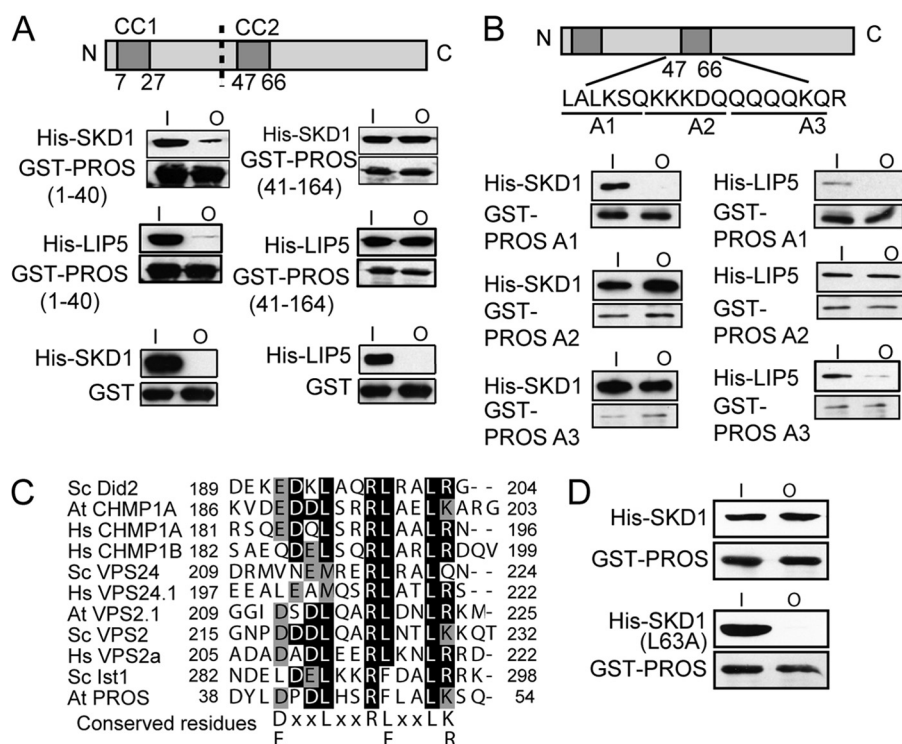 A
CC1 CC2
N C
7 27 47 66
I O
His-SKD1
GST-PROS
(1-40)
I O
His-SKD1
GST-PROS
(41-164)
I O
His-LIP5
GST-PROS
(1-40)
I O
His-LIP5
GST-PROS
(41-164)
I O
His-SKD1
GST
I O
His-LIP5
GST
B
N C
47 66
LALKSQKKKDQQQQQKQR
A1 A2 A3
I O
His-SKD1
GST-
PROS A1
I O
His-LIP5
GST-
PROS A1
I O
His-SKD1
GST-
PROS A2
I O
His-LIP5
GST-
PROS A2
I O
His-SKD1
GST-
PROS A3
I O
His-LIP5
GST-
PROS A3
C
Sc Did2 189 DEKEDKLAQRLRALRG-- 204
At CHMP1A 186 KVDEDDLSRRLAELKARG 203
Hs CHMP1A 181 RSQEDQLSRRLAALRN-- 196
Hs CHMP1B 182 SAEQDELSQRLARLRDQV 199
Sc VPS24 209 DRMVNEMRERLRALQN-- 224
Hs VPS24.1 197 EEALEAMQSRLATLRS-- 222
At VPS2.1 209 GGIDSDLQARLDNLRKM- 225
Sc VPS2 215 GNPDDDLQARLNTLKKQT 232
Hs VPS2a 205 ADADADLEERLKNLRRD- 222
Sc Ist1 282 NDELDELKKRFDALRRK- 298
At PROS 38 DYLDPDLHSRFLALKSQ- 54
Conserved residues D x x L x x R L x x L K
E F R
D
I O
His-SKD1
GST-PROS
I O
His-SKD1
(L63A)
GST-PROS